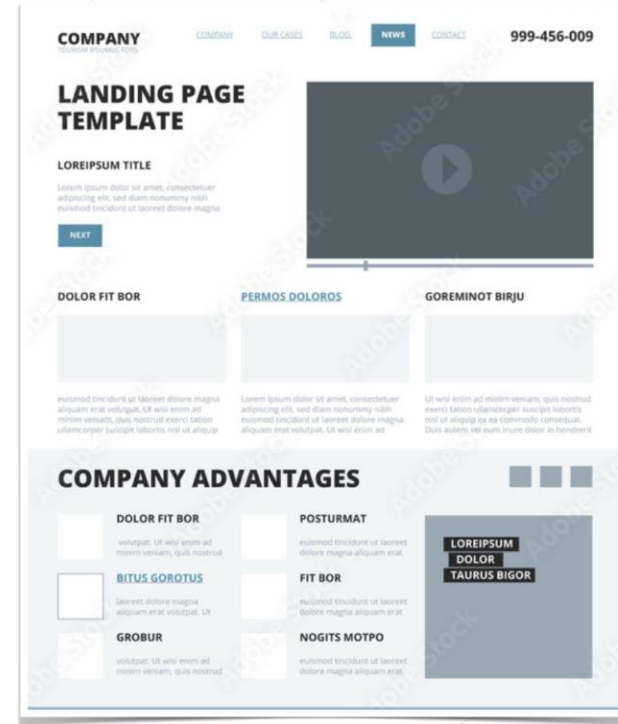 COMPANY
COMPANY OUR CASES BLOG NEWS CONTACT
999-456-009
LANDING PAGE
TEMPLATE
LOREIPSUM TITLE
Lorem ipsum dolor sit amet, consectetuer
adipiscing elit, sed diam nonummy nibh
euismod tincidunt ut laoreet dolore magna
NEXT
DOLOR FIT BOR
euismod tincidunt ut laoreet dolore magna
aliquam erat volutpat. Ut wisi enim ad
minim veniam, quis nostrud exerci tation
ullamcorper suscipit lobortis nisl ut aliquip
PERMOS DOLOROS
Lorem ipsum dolor sit amet, consectetuer
adipiscing elit, sed diam nonummy nibh
euismod tincidunt ut laoreet dolore magna
aliquam erat volutpat. Ut wisi enim ad
GOREMINOT BIRJU
Ut wisi enim ad minim veniam, quis nostrud
exerci tation ullamcorper suscipit lobortis
nisl ut aliquip ex ea commodo consequat.
Duis autem vel eum iriure dolor in hendrerit
COMPANY ADVANTAGES
DOLOR FIT BOR
volutpat. Ut wisi enim ad
minim veniam, quis nostrud
POSTURMAT
euismod tincidunt ut laoreet
dolore magna aliquam erat
BITUS GOROTUS
laoreet dolore magna
aliquam erat volutpat. Ut
FIT BOR
euismod tincidunt ut laoreet
dolore magna aliquam erat
GROBUR
volutpat. Ut wisi enim ad
minim veniam, quis nostrud
NOGITS MOTPO
euismod tincidunt ut laoreet
dolore magna aliquam erat
LOREIPSUM
DOLOR
TAURUS BIGOR
Adobe Stock